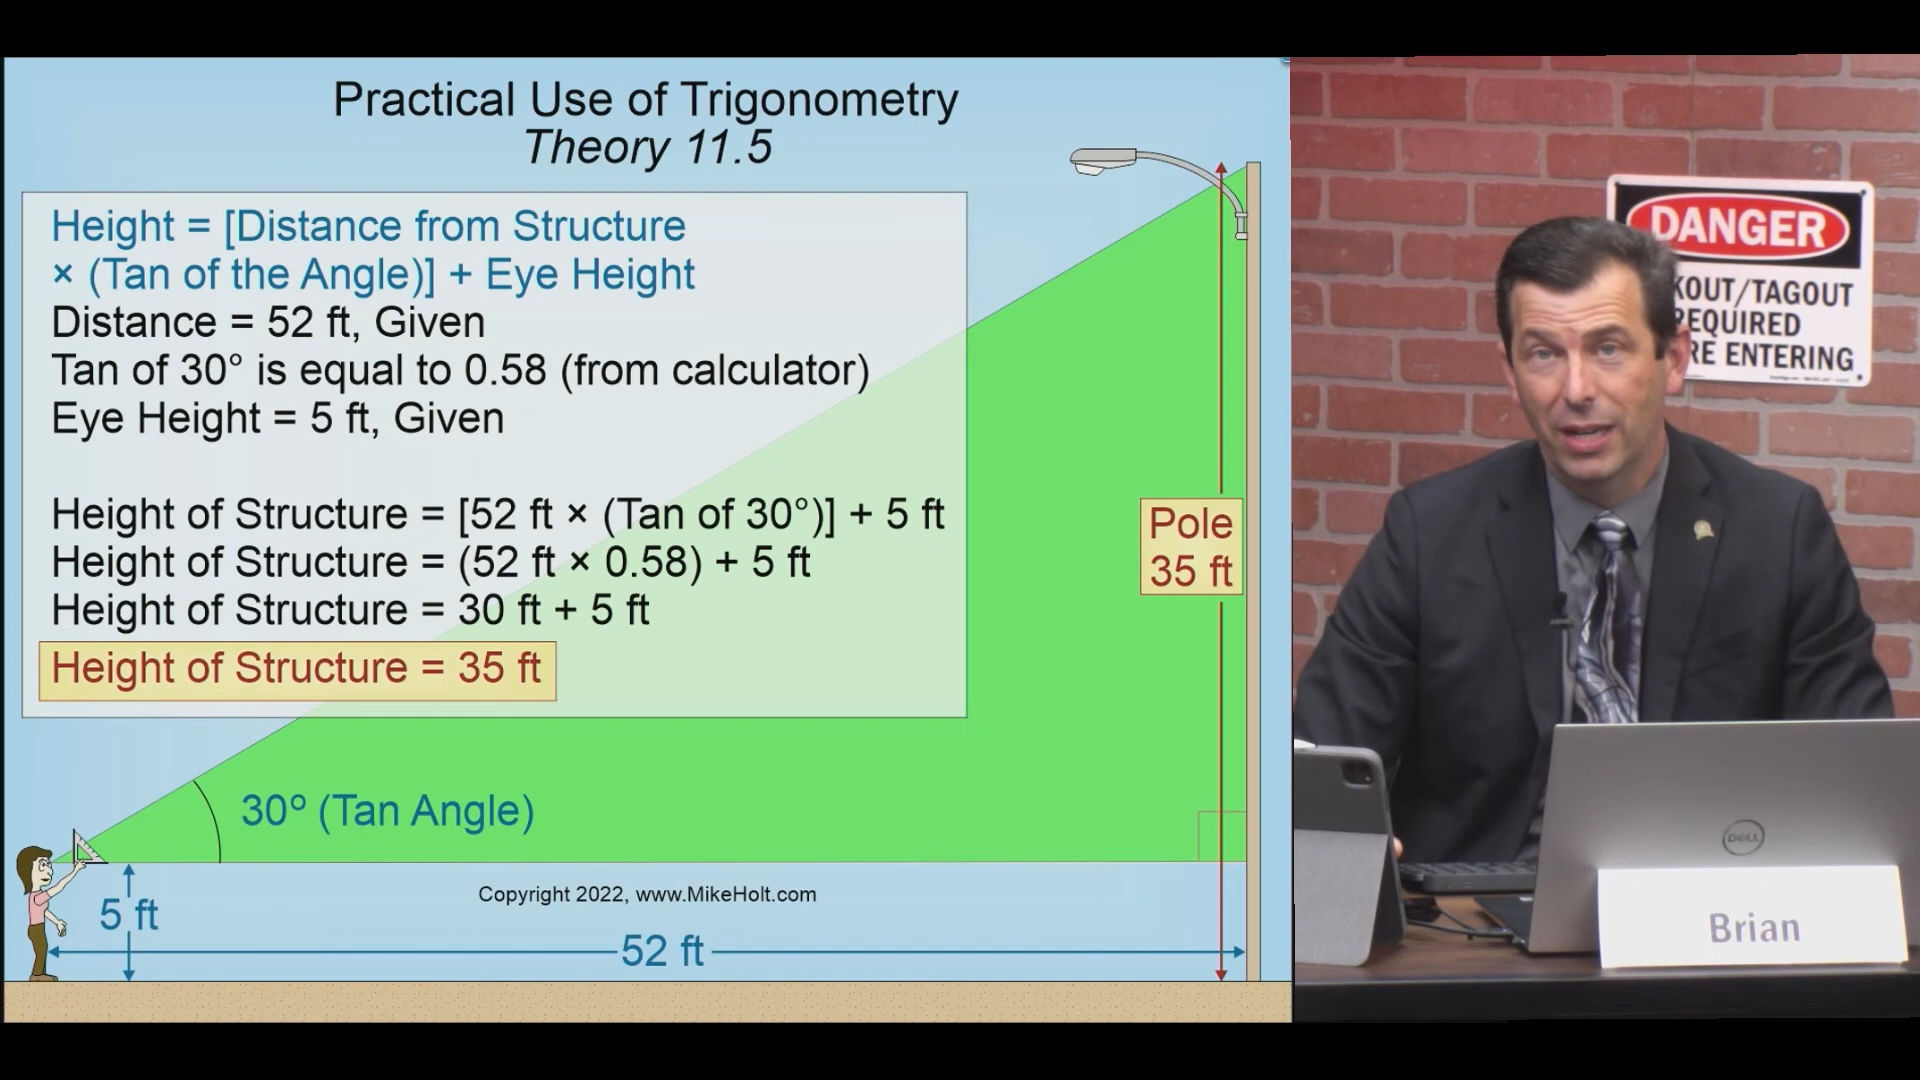 Practical Use of Trigonometry
Theory 11.5
Height = [Distance from Structure
× (Tan of the Angle)] + Eye Height
Distance = 52 ft, Given
Tan of 30° is equal to 0.58 (from calculator)
Eye Height = 5 ft, Given
Height of Structure = [52 ft × (Tan of 30°)] + 5 ft
Height of Structure = (52 ft × 0.58) + 5 ft
Height of Structure = 30 ft + 5 ft
Height of Structure = 35 ft
Pole
35 ft
30º (Tan Angle)
5 ft
Copyright 2022, www.MikeHolt.com
52 ft
DANGER
KOUT/TAGOUT
REQUIRED
RE ENTERING
DELL
Brian